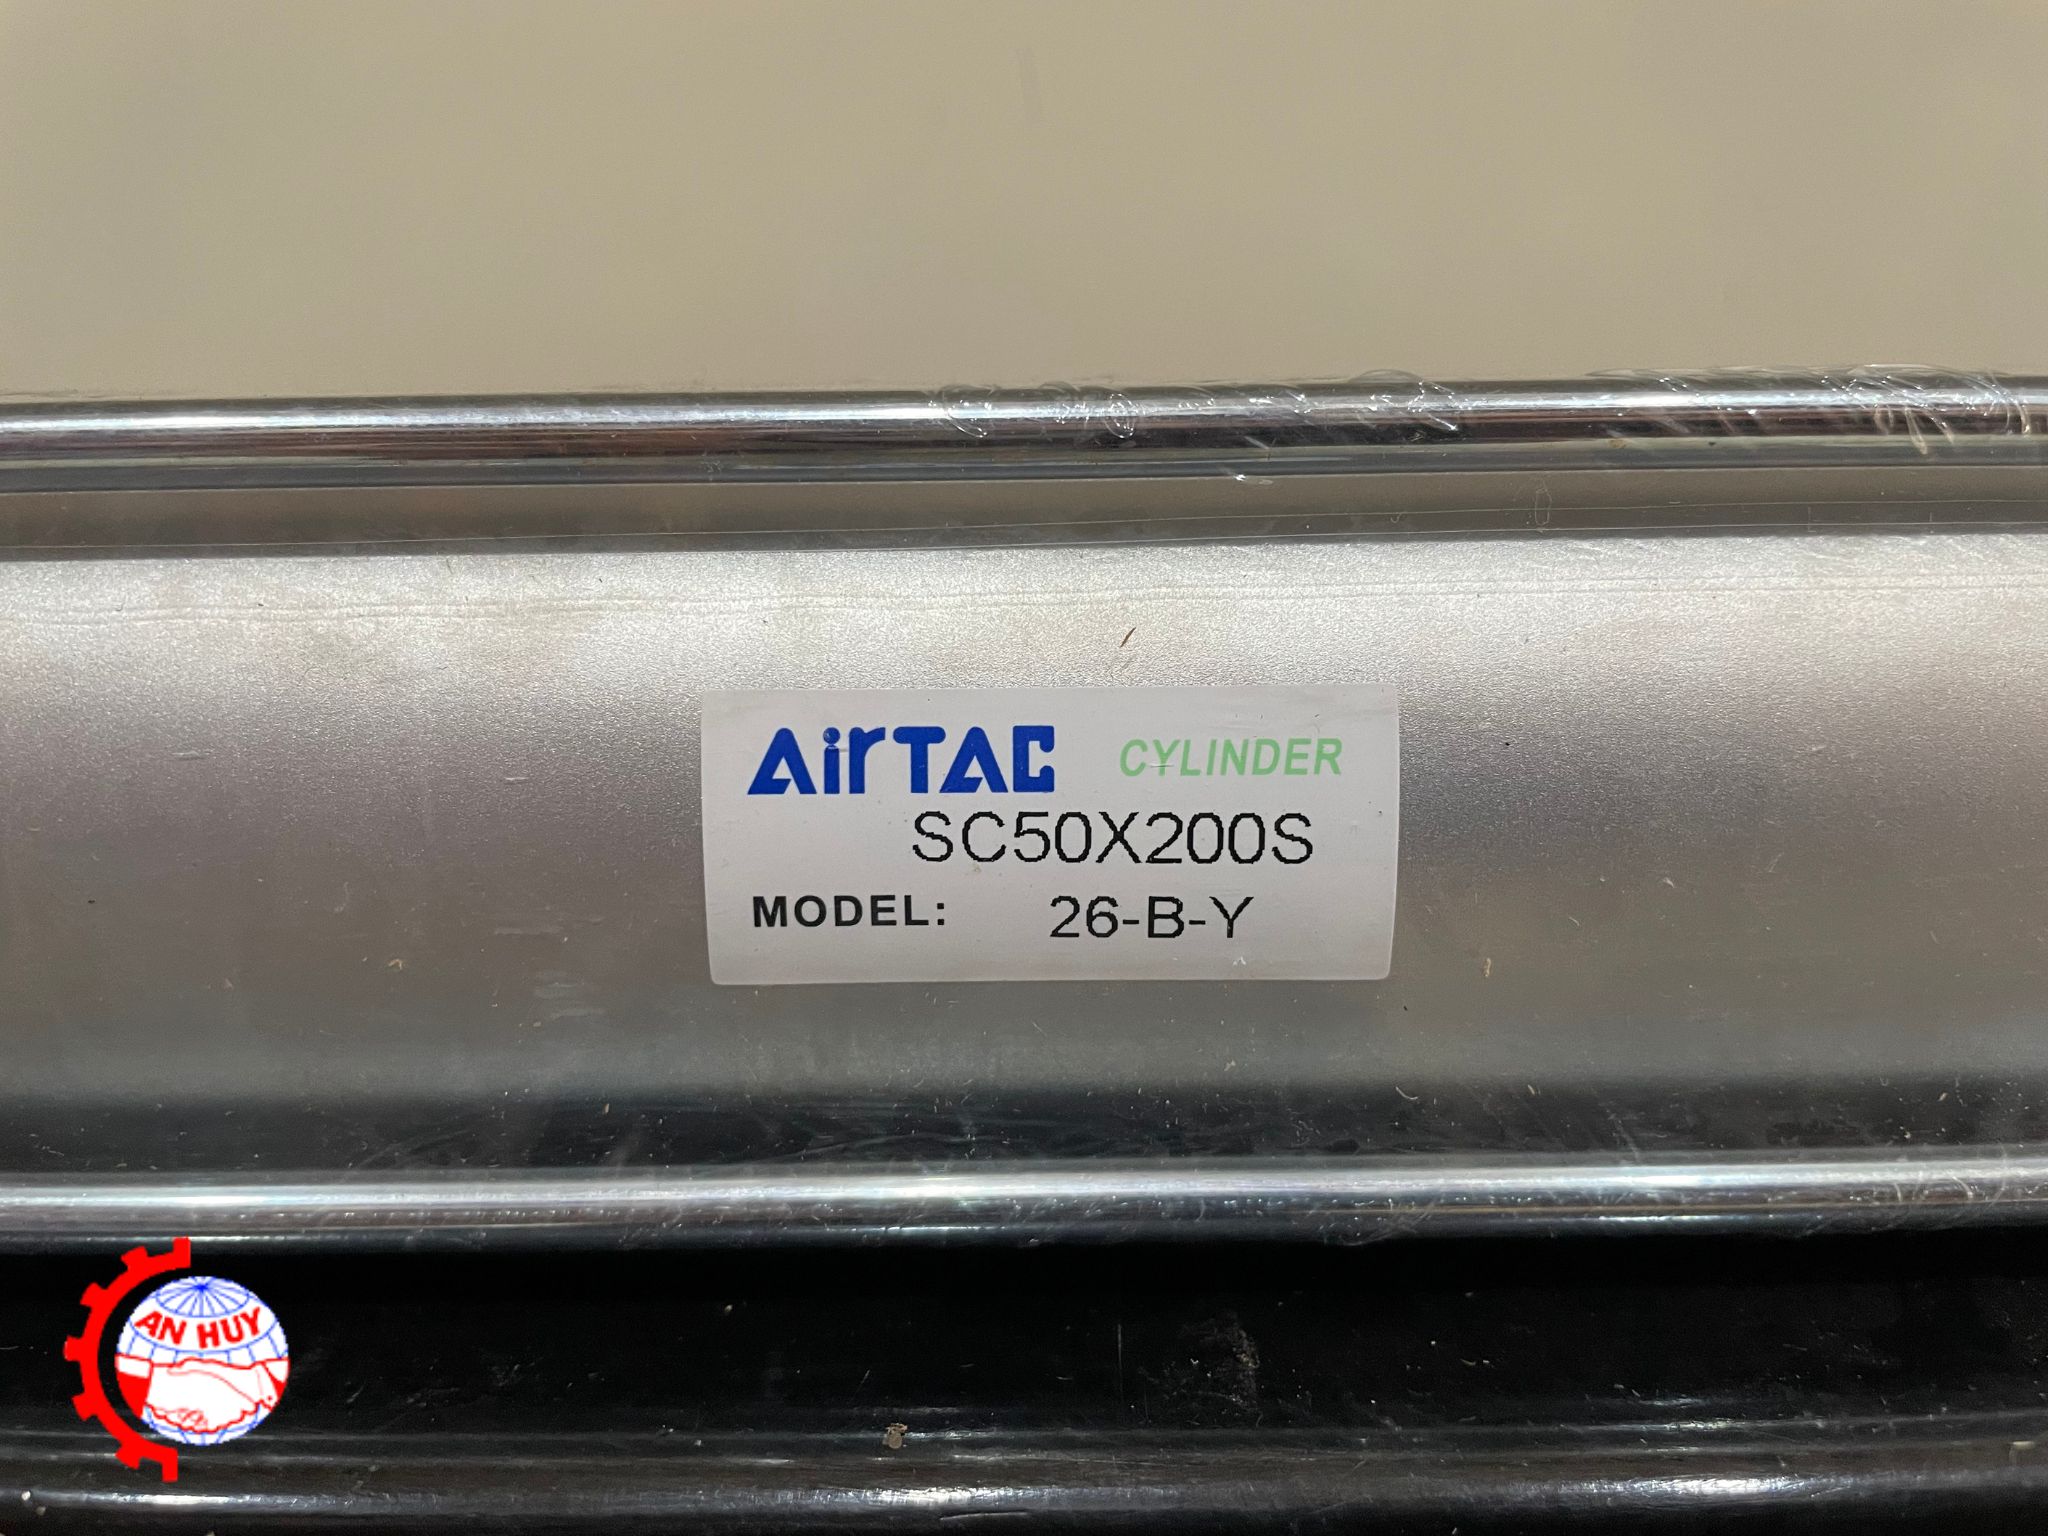 AirTAC CYLINDER
SC50X200S
MODEL: 26-B-Y
AN HUY